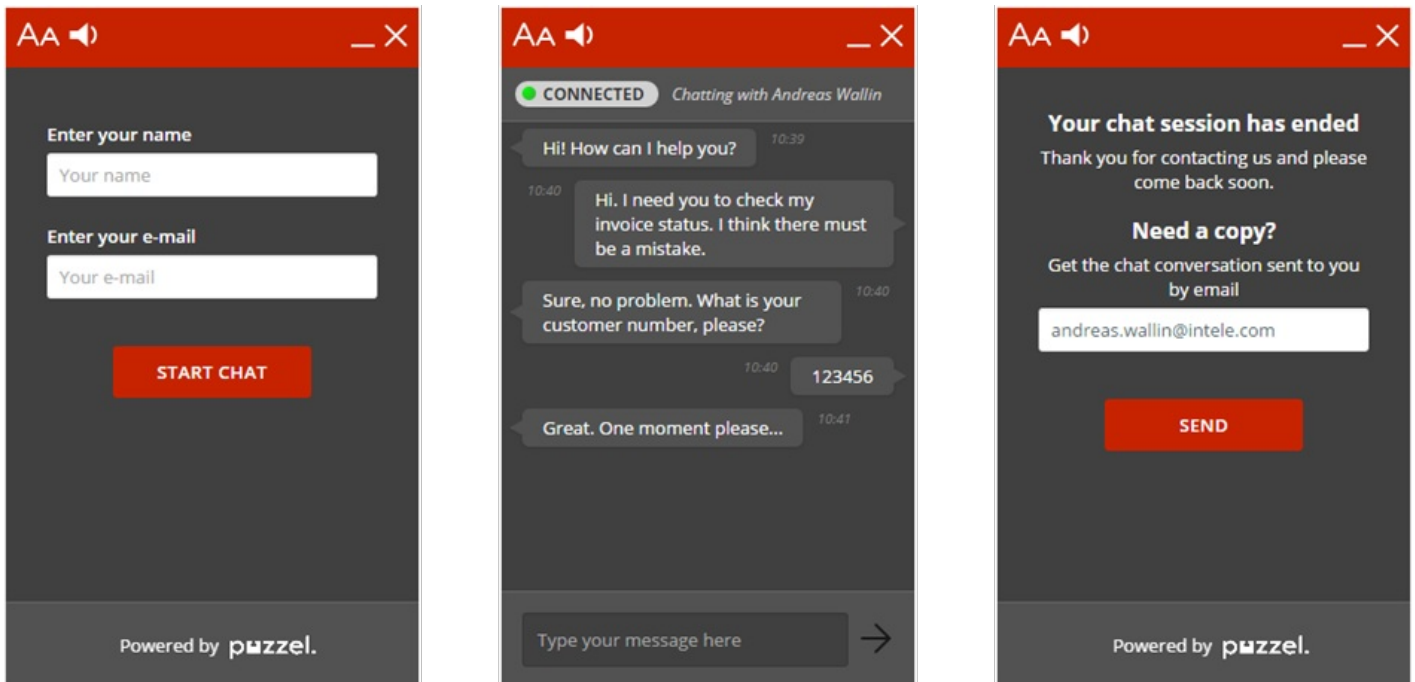 AA
Enter your name
Your name
Enter your e-mail
Your e-mail
START CHAT
Powered by puzzel.
AA
CONNECTED Chatting with Andreas Wallin
Hi! How can I help you? 10:39
10:40 Hi. I need you to check my
invoice status. I think there must
be a mistake.
Sure, no problem. What is your 10:40
customer number, please?
10:40 123456
Great. One moment please... 10:41
Type your message here
AA
Your chat session has ended
Thank you for contacting us and please
come back soon.
Need a copy?
Get the chat conversation sent to you
by email
andreas.wallin@intele.com
SEND
Powered by puzzel.